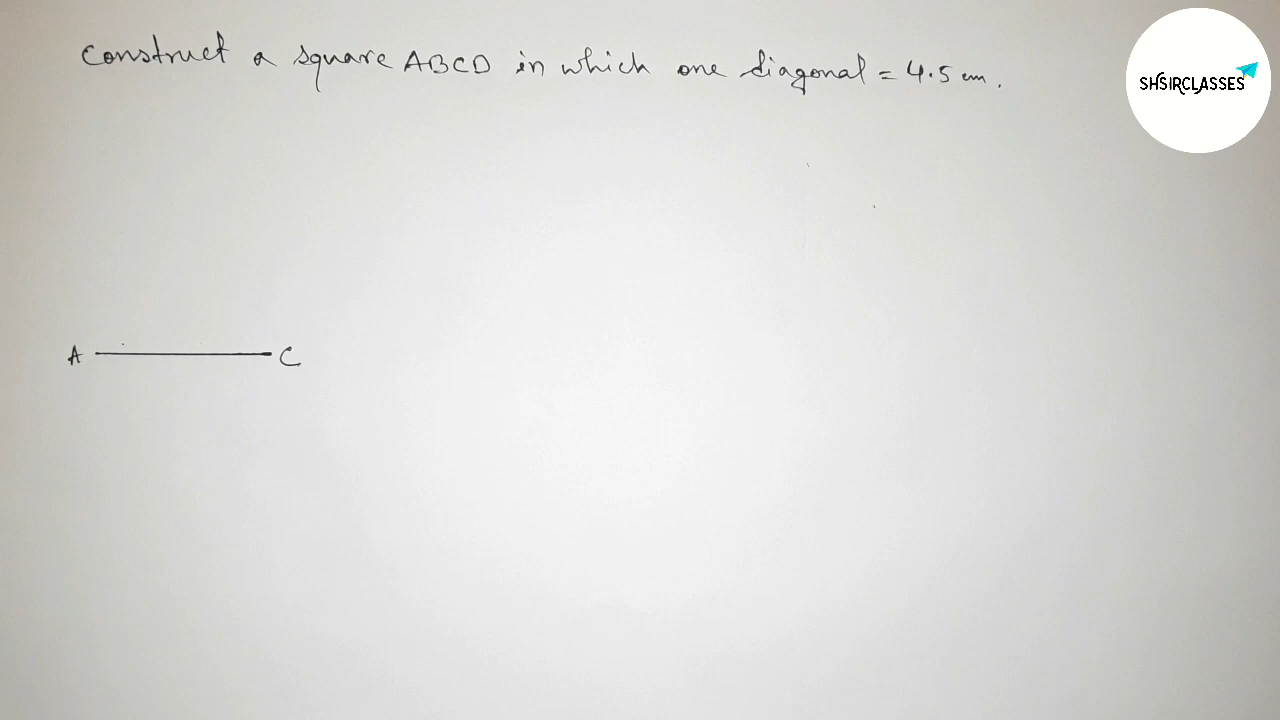 Construct a square ABCD in which one diagonal = 4.5 cm.
SHSIRCLASSES
A C